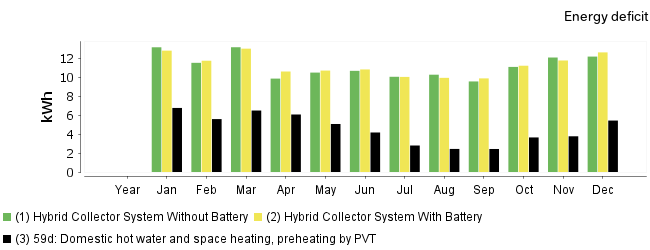 Energy deficit
12
10
8
6
4
2
0
kWh
Year Jan Feb Mar Apr May Jun Jul Aug Sep Oct Nov Dec
(1) Hybrid Collector System Without Battery (2) Hybrid Collector System With Battery
(3) 59d: Domestic hot water and space heating, preheating by PVT